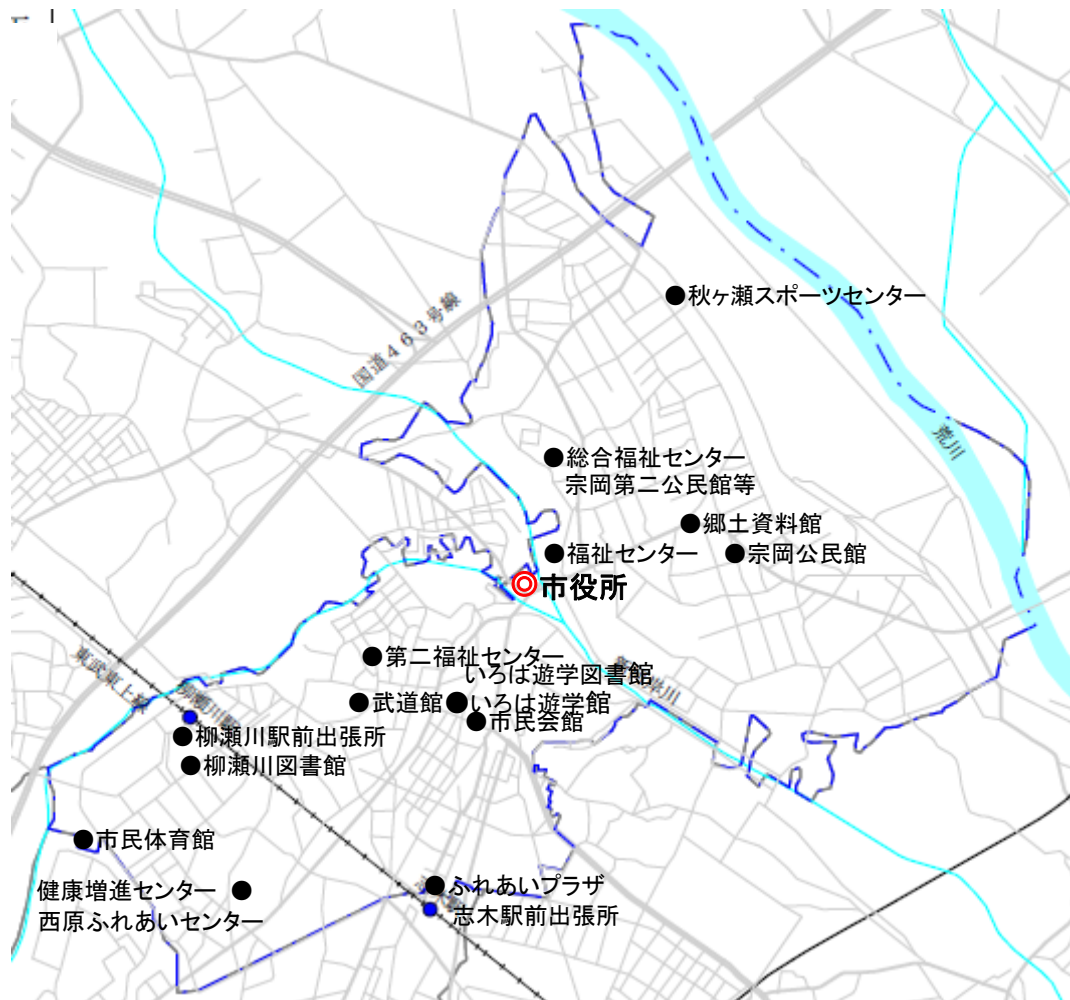 国道463号線
秋ヶ瀬スポーツセンター
荒川
総合福祉センター
宗岡第二公民館等
郷土資料館
福祉センター
宗岡公民館
市役所
第二福祉センター
いろは遊学図書館
武道館
いろは遊学館
市民会館
柳瀬川駅前出張所
柳瀬川図書館
市民体育館
健康増進センター
西原ふれあいセンター
ふれあいプラザ
志木駅前出張所